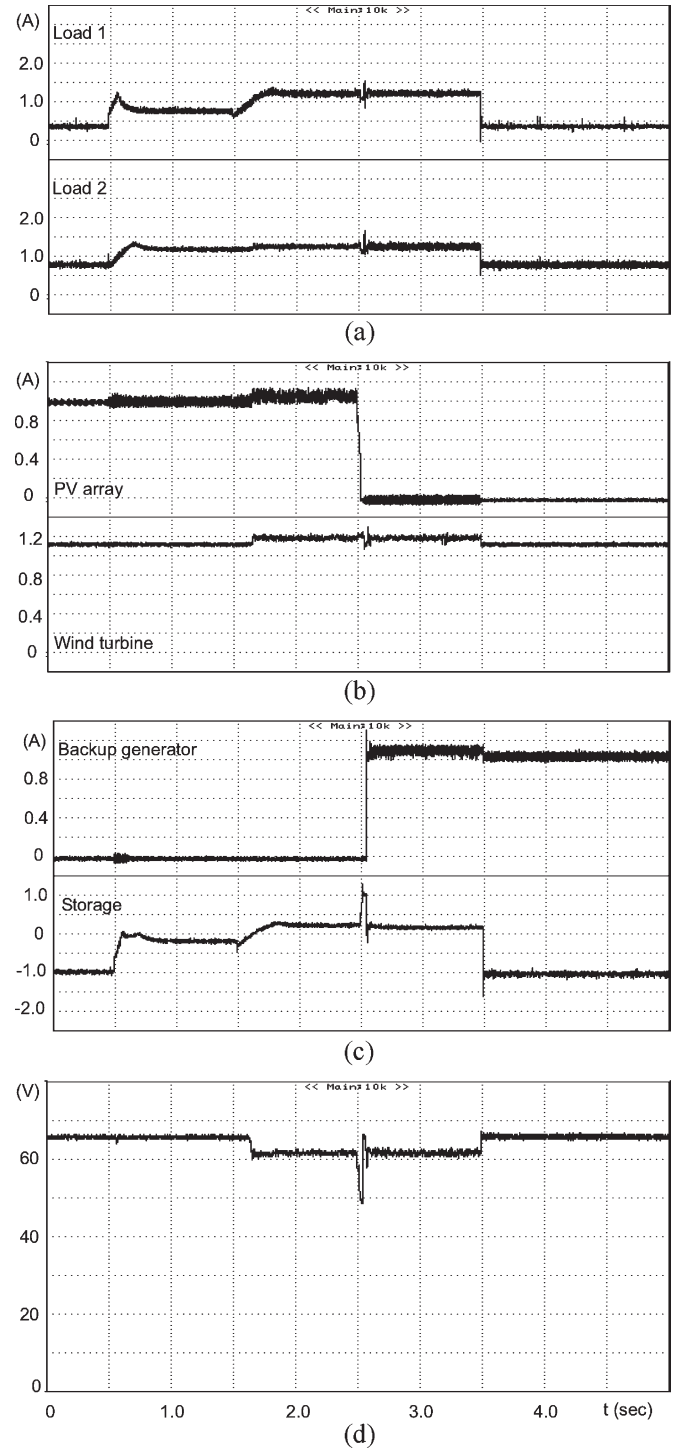 (A)
<< Main:10k >>
Load 1
2.0
1.0
0
Load 2
2.0
1.0
0
(a)
(A)
<< Main:10k >>
0.8
0.4
0
PV array
1.2
0.8
0.4
0
Wind turbine
(b)
(A)
<< Main:10k >>
Backup generator
0.8
0.4
0
1.0
Storage
0
-1.0
-2.0
(c)
(V)
<< Main:10k >>
60
40
20
0
0 1.0 2.0 3.0 4.0 t (sec)
(d)